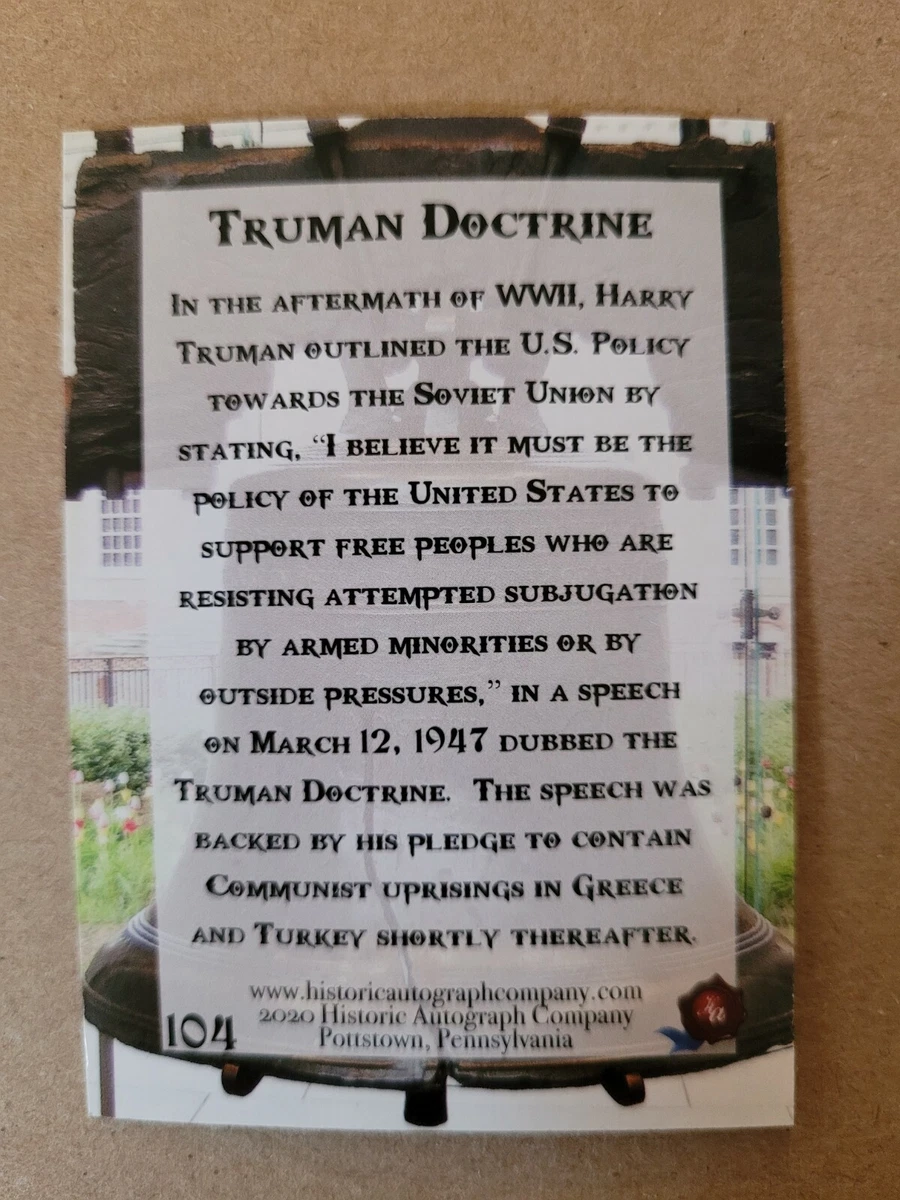 Truman Doctrine
In the aftermath of WWII, Harry
Truman outlined the U.S. Policy
towards the Soviet Union by
stating, “I believe it must be the
policy of the United States to
support free peoples who are
resisting attempted subjugation
by armed minorities or by
outside pressures,” in a speech
on March 12, 1947 dubbed the
Truman Doctrine. The speech was
backed by his pledge to contain
Communist uprisings in Greece
and Turkey shortly thereafter.
www.historicautographcompany.com
2020 Historic Autograph Company
Pottstown, Pennsylvania
104
HA